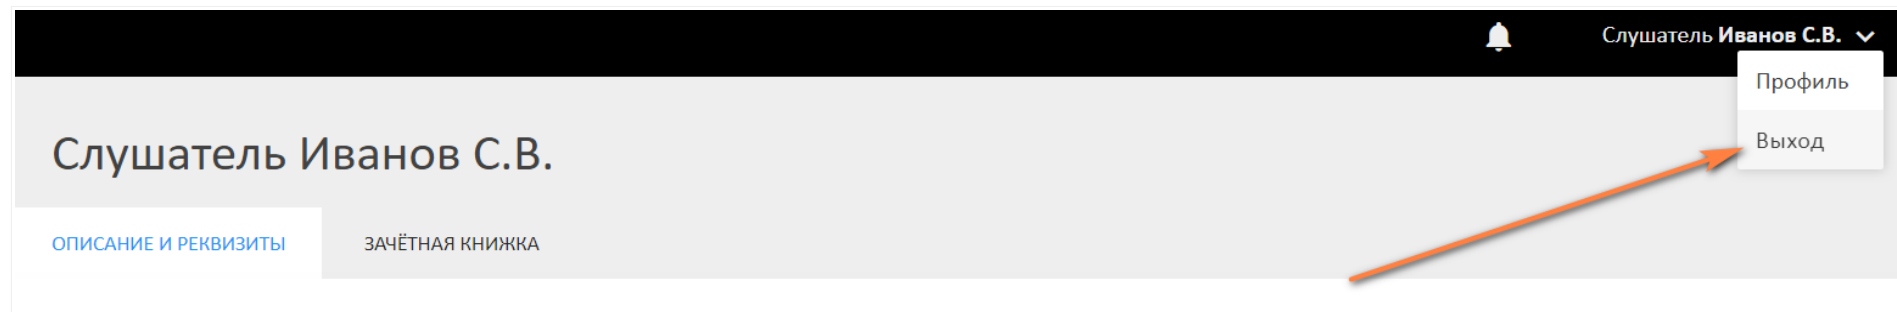 Слушатель Иванов С.В.
Профиль
Выход
Слушатель Иванов С.В.
ОПИСАНИЕ И РЕКВИЗИТЫ
ЗАЧЁТНАЯ КНИЖКА